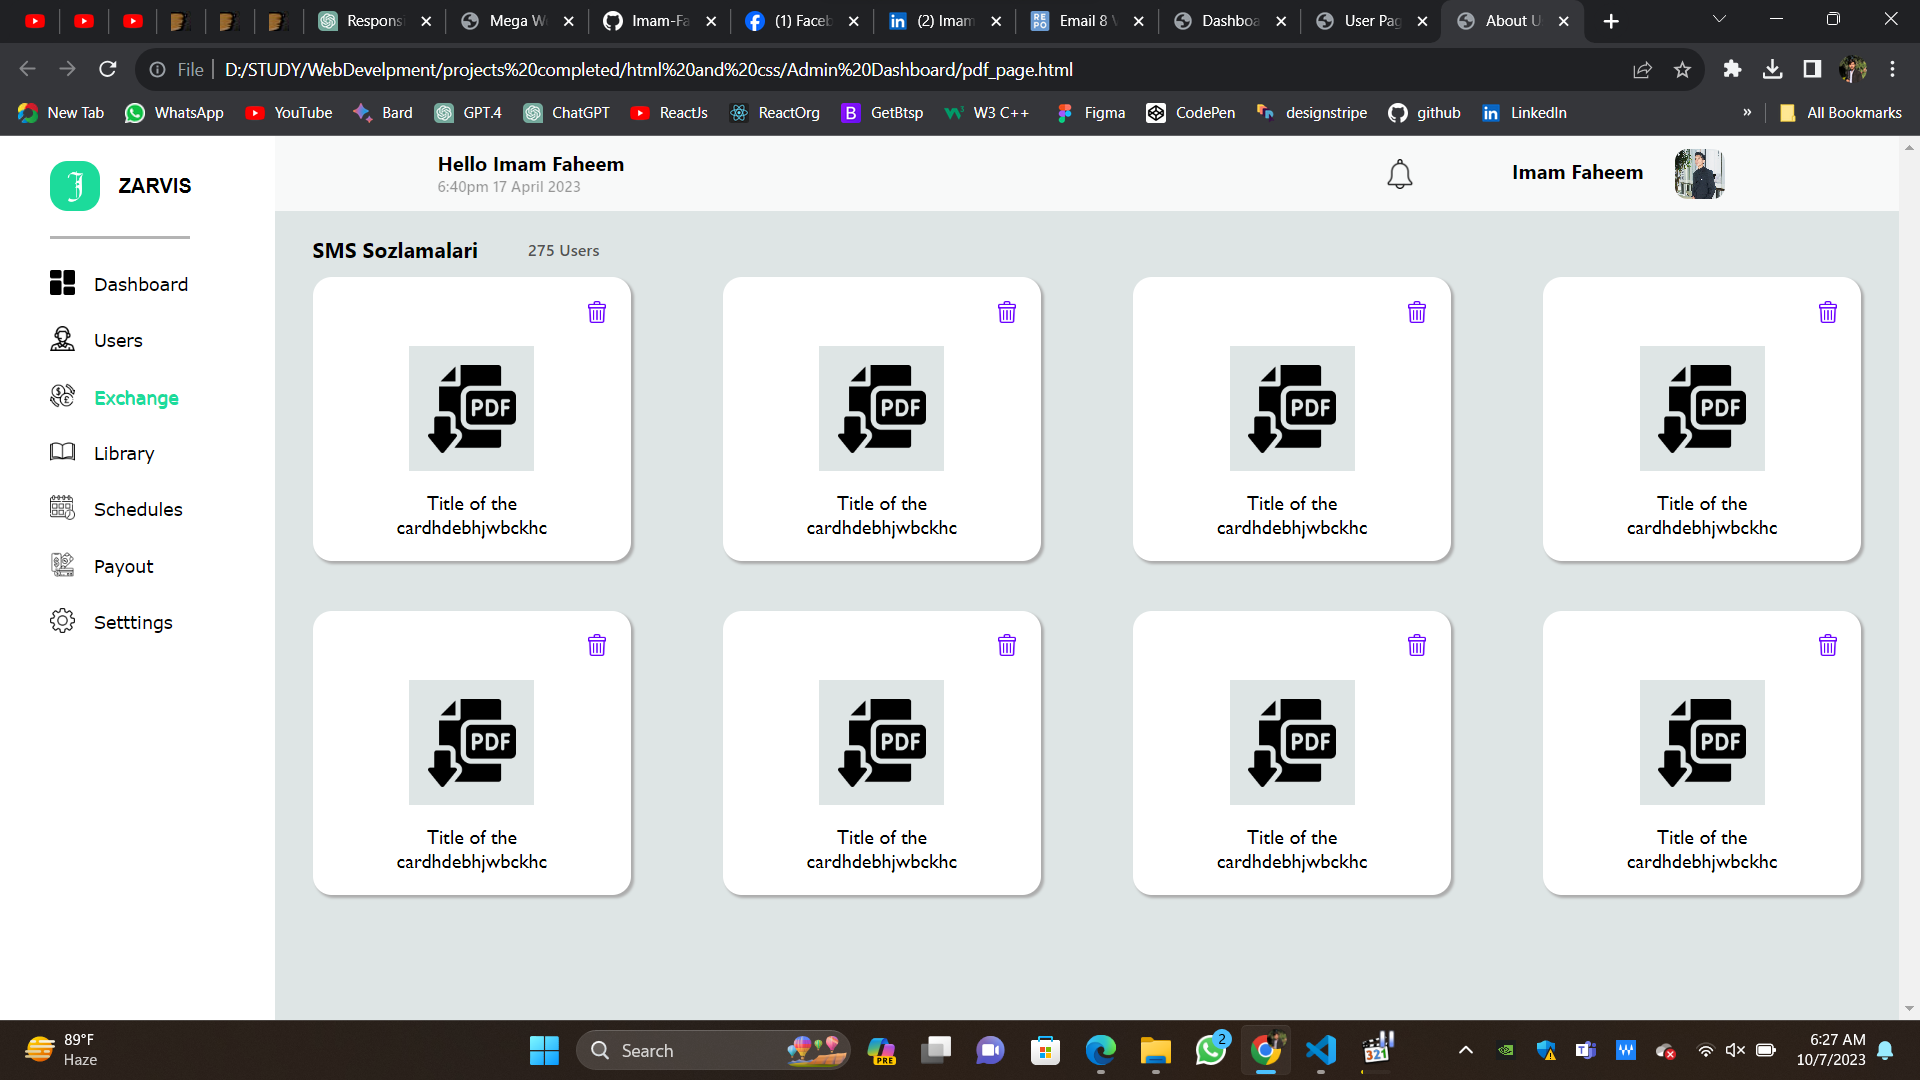 Respons
Mega W
Imam-Fa
(1) Faceb
(2) Imam
REPO
Email 8 V
Dashboa
User Pag
About U
File
D:/STUDY/WebDevelpment/projects%20completed/html%20and%20css/Admin%20Dashboard/pdf_page.html
New Tab
WhatsApp
YouTube
Bard
GPT.4
ChatGPT
ReactJs
ReactOrg
B
GetBtsp
W3 C++
Figma
CodePen
designstripe
github
LinkedIn
»
All Bookmarks
ZARVIS
Hello Imam Faheem
6:40pm 17 April 2023
Imam Faheem
Dashboard
Users
Exchange
Library
Schedules
Payout
Setttings
SMS Sozlamalari
275 Users
PDF
Title of the
cardhdebhjwbckhc
PDF
Title of the
cardhdebhjwbckhc
PDF
Title of the
cardhdebhjwbckhc
PDF
Title of the
cardhdebhjwbckhc
PDF
Title of the
cardhdebhjwbckhc
PDF
Title of the
cardhdebhjwbckhc
PDF
Title of the
cardhdebhjwbckhc
PDF
Title of the
cardhdebhjwbckhc
89°F
Haze
Search
PRE
2
321
6:27 AM
10/7/2023